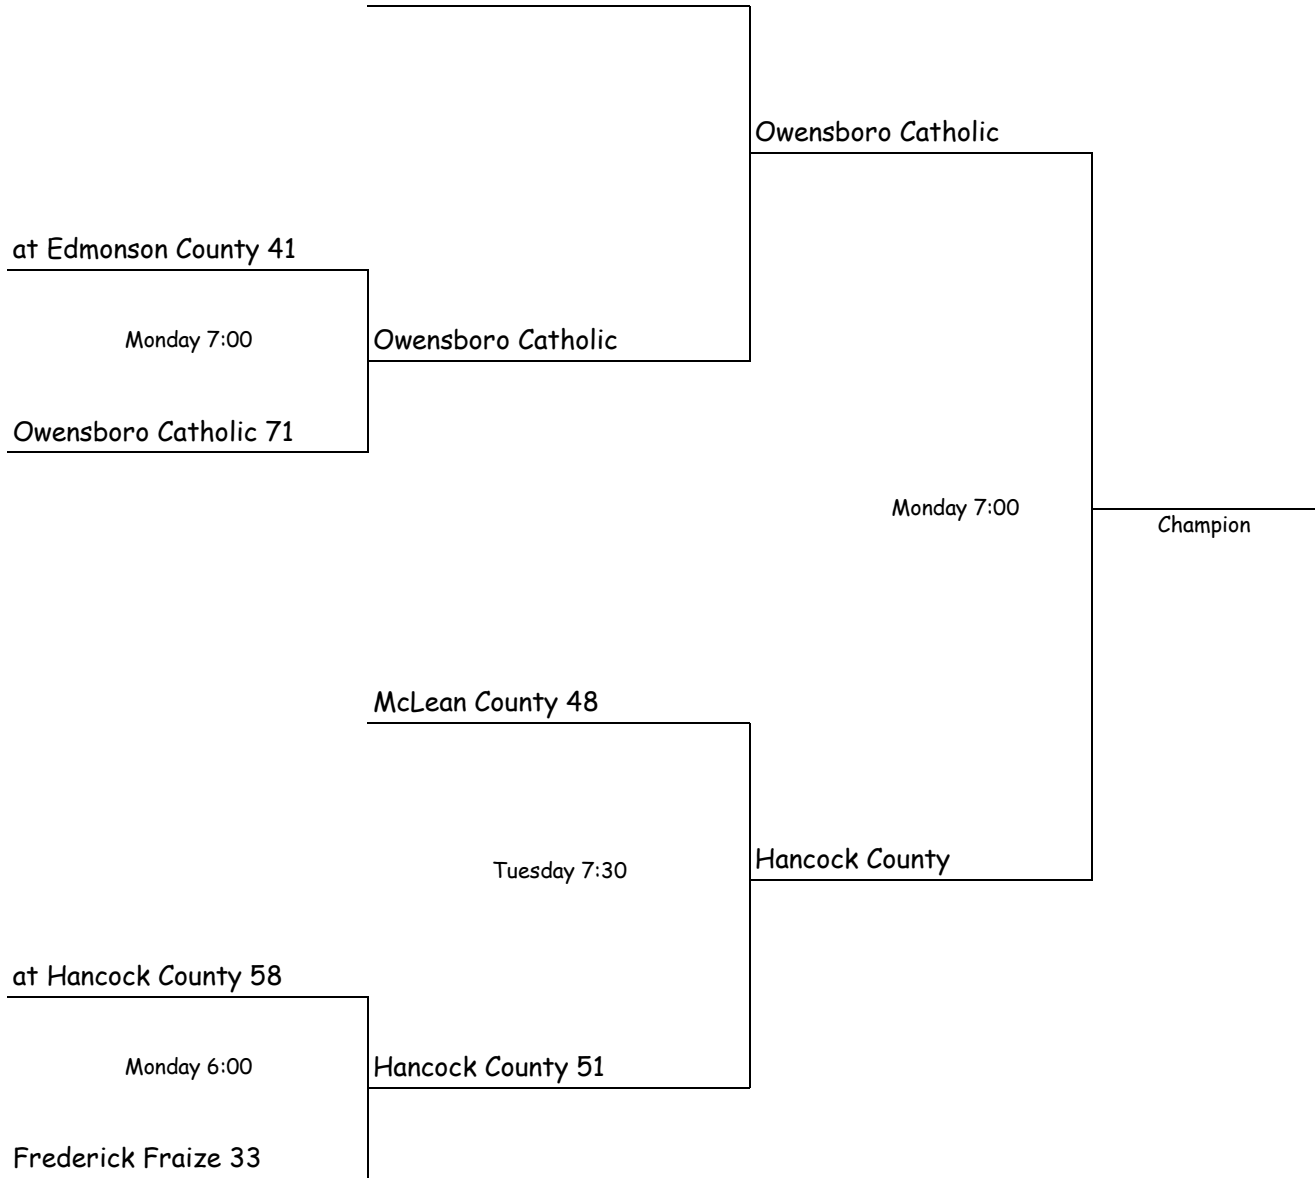 Owensboro Catholic
at Edmonson County 41
Monday 7:00
Owensboro Catholic
Owensboro Catholic 71
Monday 7:00
Champion
McLean County 48
Tuesday 7:30
Hancock County
at Hancock County 58
Monday 6:00
Hancock County 51
Frederick Fraize 33